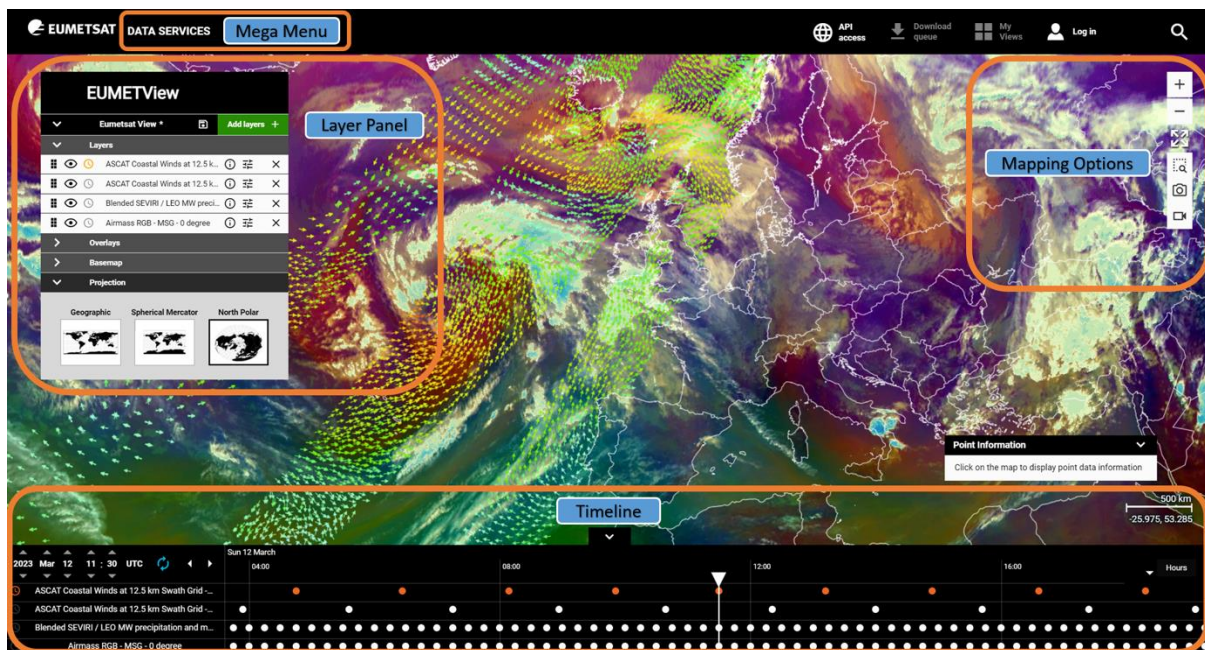 EUMETSAT DATA SERVICES Mega Menu
API access
Download queue
My Views
Log in
EUMETView
Eumetsat View *
Add layers +
Layers
ASCAT Coastal Winds at 12.5 k...
ASCAT Coastal Winds at 12.5 k...
Blended SEVIRI / LEO MW preci...
Airmass RGB - MSG - 0 degree
Overlays
Basemap
Projection
Geographic Spherical Mercator North Polar
Layer Panel
Mapping Options
Point Information
Click on the map to display point data information
Timeline
500 km
-25.975, 53.285
Sun 12 March
2023 Mar 12 11 : 30 UTC
04:00 08:00 12:00 16:00 Hours
ASCAT Coastal Winds at 12.5 km Swath Grid -...
ASCAT Coastal Winds at 12.5 km Swath Grid -...
Blended SEVIRI / LEO MW precipitation and m...
Airmass RGB - MSG - 0 degree